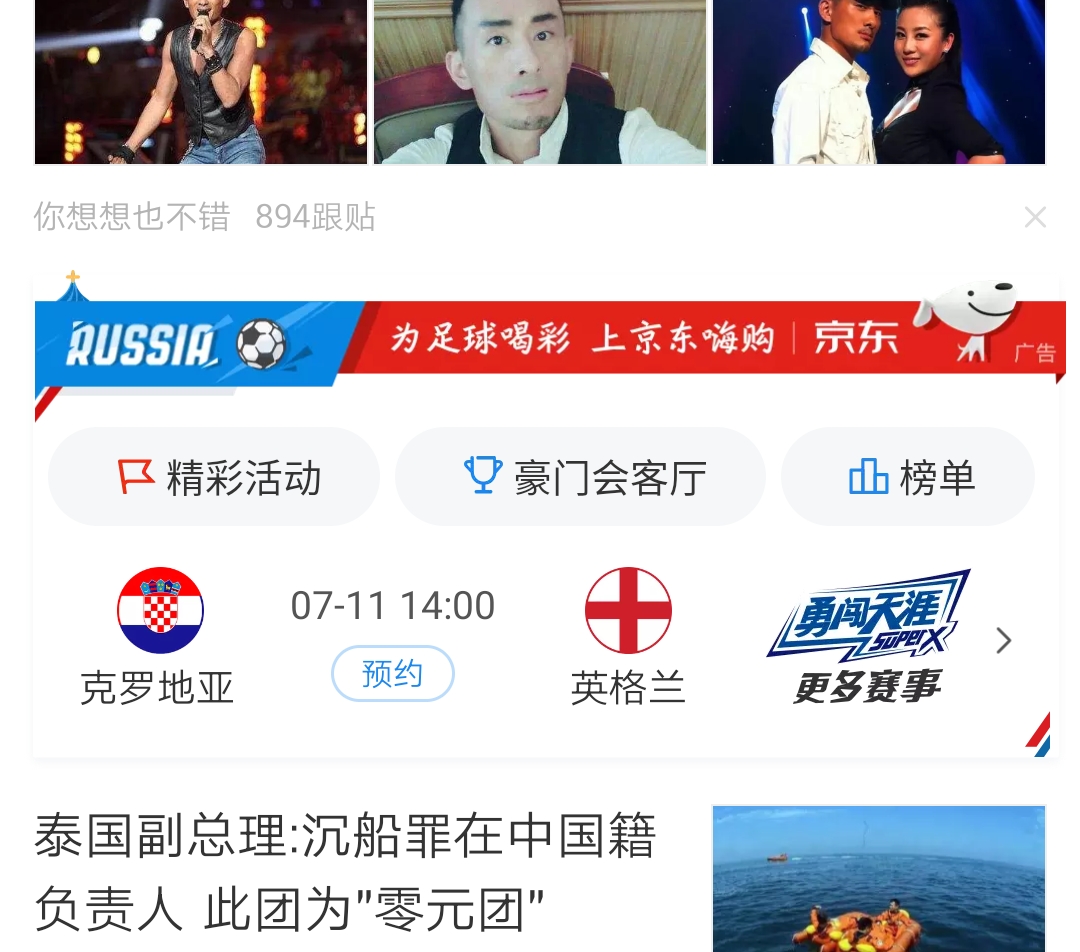 你想想也不错 894跟贴
RUSSIA 为足球喝彩 上京东嗨购 京东 广告
精彩活动 豪门会客厅 榜单
07-11 14:00
预约
克罗地亚 英格兰
勇闯天涯
superX
更多赛事
泰国副总理:沉船罪在中国籍
负责人 此团为"零元团"